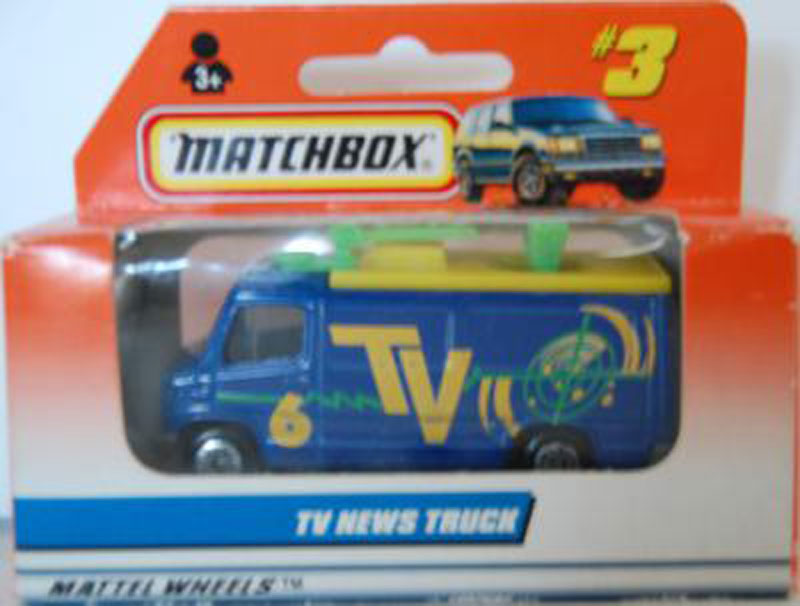 #3
3+
MATCHBOX®
TV
6
TV NEWS TRUCK
MATTEL WHEELS™